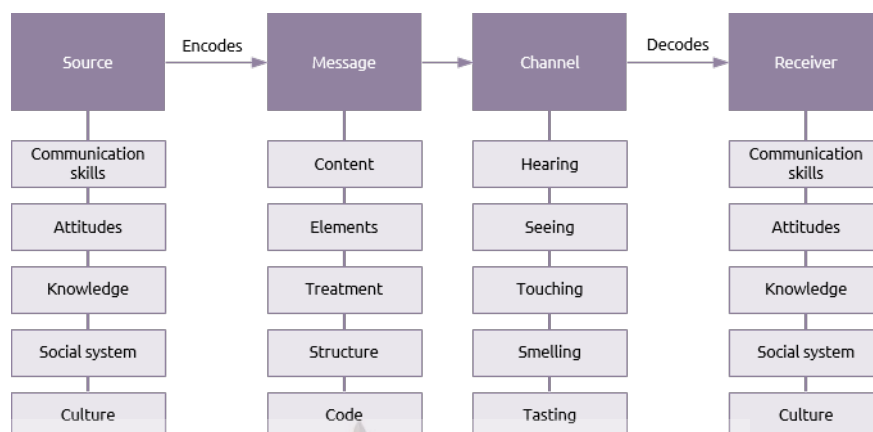 Source
Encodes
Message
Channel
Decodes
Receiver
Communication
skills
Content
Hearing
Communication
skills
Attitudes
Elements
Seeing
Attitudes
Knowledge
Treatment
Touching
Knowledge
Social system
Structure
Smelling
Social system
Culture
Code
Tasting
Culture